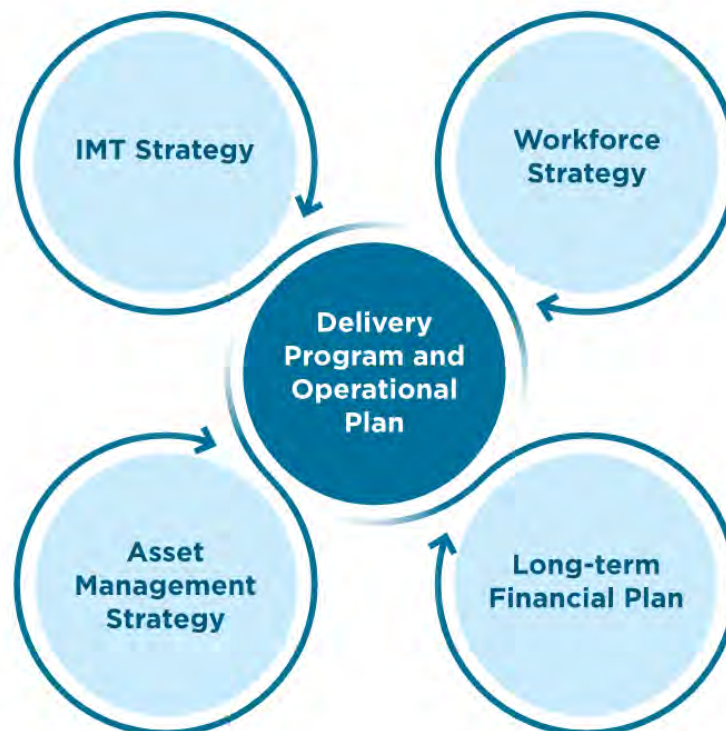 IMT Strategy
Workforce
Strategy
Delivery
Program and
Operational
Plan
Asset
Management
Strategy
Long-term
Financial Plan